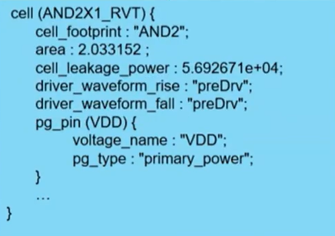 cell (AND2X1_RVT) {
cell_footprint : "AND2";
area : 2.033152 ;
cell_leakage_power : 5.692671e+04;
driver_waveform_rise : "preDrv";
driver_waveform_fall : "preDrv";
pg_pin (VDD) {
voltage_name : "VDD";
pg_type : "primary_power";
}
...
}